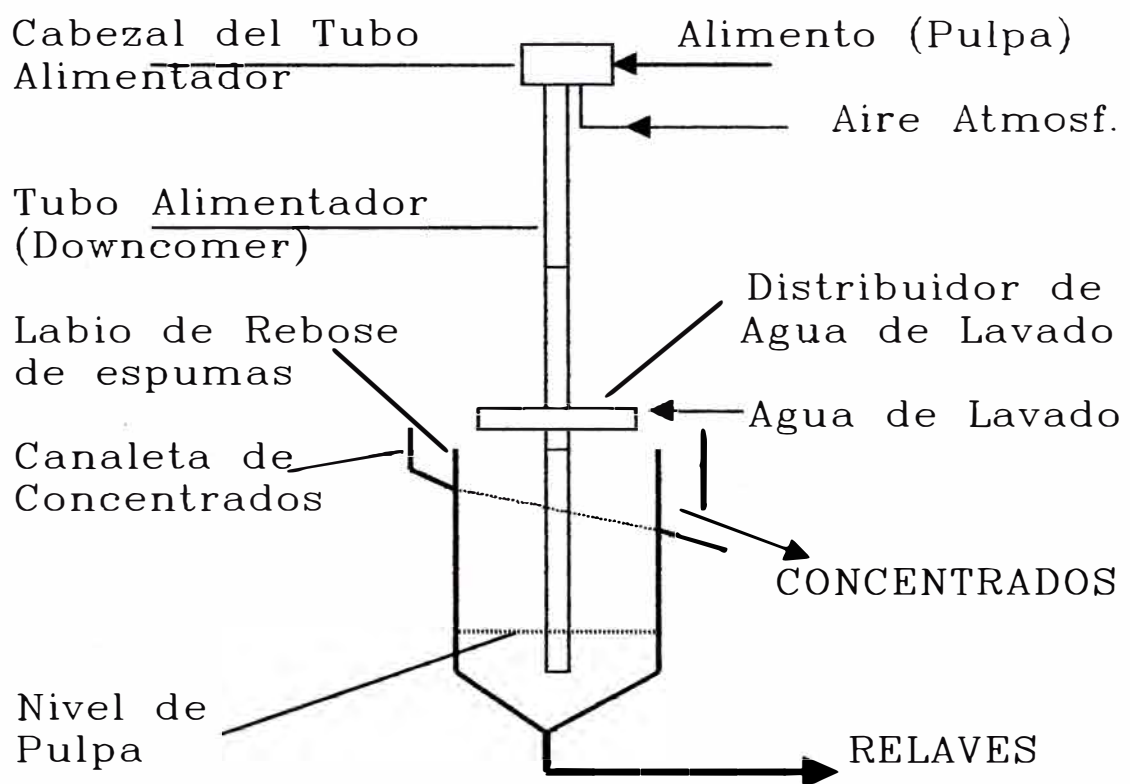 Cabezal del Tubo
Alimentador
Alimento (Pulpa)
Aire Atmosf.
Tubo Alimentador
(Downcomer)
Distribuidor de
Agua de Lavado
Labio de Rebose
de espumas
Agua de Lavado
Canaleta de
Concentrados
CONCENTRADOS
Nivel de
Pulpa
RELAVES